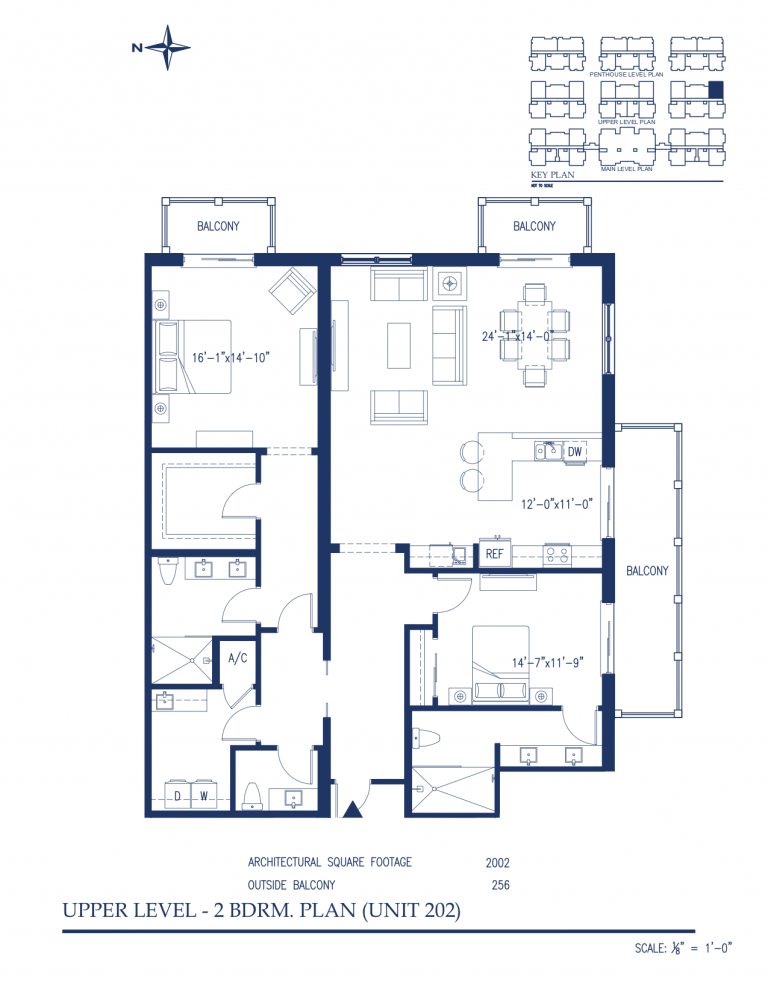 N
PENTHOUSE LEVEL PLAN
UPPER LEVEL PLAN
MAIN LEVEL PLAN
KEY PLAN
NOT TO SCALE
BALCONY
BALCONY
16'-1"x14'-10"
24'-1"x14'-0"
DW
12'-0"x11'-0"
REF
BALCONY
A/C
14'-7"x11'-9"
D W
ARCHITECTURAL SQUARE FOOTAGE 2002
OUTSIDE BALCONY 256
UPPER LEVEL - 2 BDRM. PLAN (UNIT 202)
SCALE: ⅛" = 1'-0"